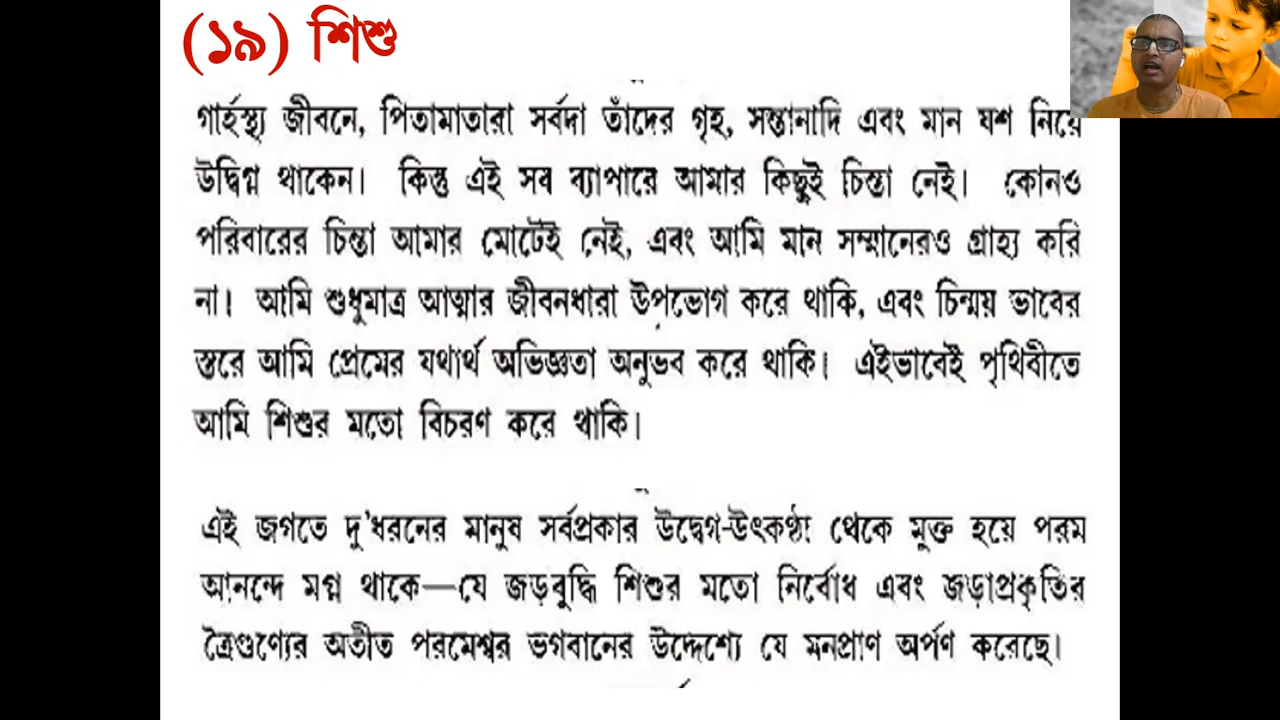 (১৯) শিশু
গার্হস্থ্য জীবনে, পিতামাতারা সর্বদা তাঁদের গৃহ, সন্তানাদি এবং মান যশ নিয়ে
উদ্বিগ্ন থাকেন। কিন্তু এই সব ব্যাপারে আমার কিছুই চিন্তা নেই। কোনও
পরিবারের চিন্তা আমার মোটেই নেই, এবং আমি মান সম্মানেরও গ্রাহ্য করি
না। আমি শুধুমাত্র আত্মার জীবনধারা উপভোগ করে থাকি, এবং চিন্ময় ভাবের
স্তরে আমি প্রেমের যথার্থ অভিজ্ঞতা অনুভব করে থাকি। এইভাবেই পৃথিবীতে
আমি শিশুর মতো বিচরণ করে থাকি।
এই জগতে দু'ধরনের মানুষ সর্বপ্রকার উদ্বেগ-উৎকণ্ঠা থেকে মুক্ত হয়ে পরম
আনন্দে মগ্ন থাকে—যে জড়বুদ্ধি শিশুর মতো নির্বোধ এবং জড়াপ্রকৃতির
ত্রৈগুণ্যের অতীত পরমেশ্বর ভগবানের উদ্দেশ্যে যে মনপ্রাণ অর্পণ করেছে।